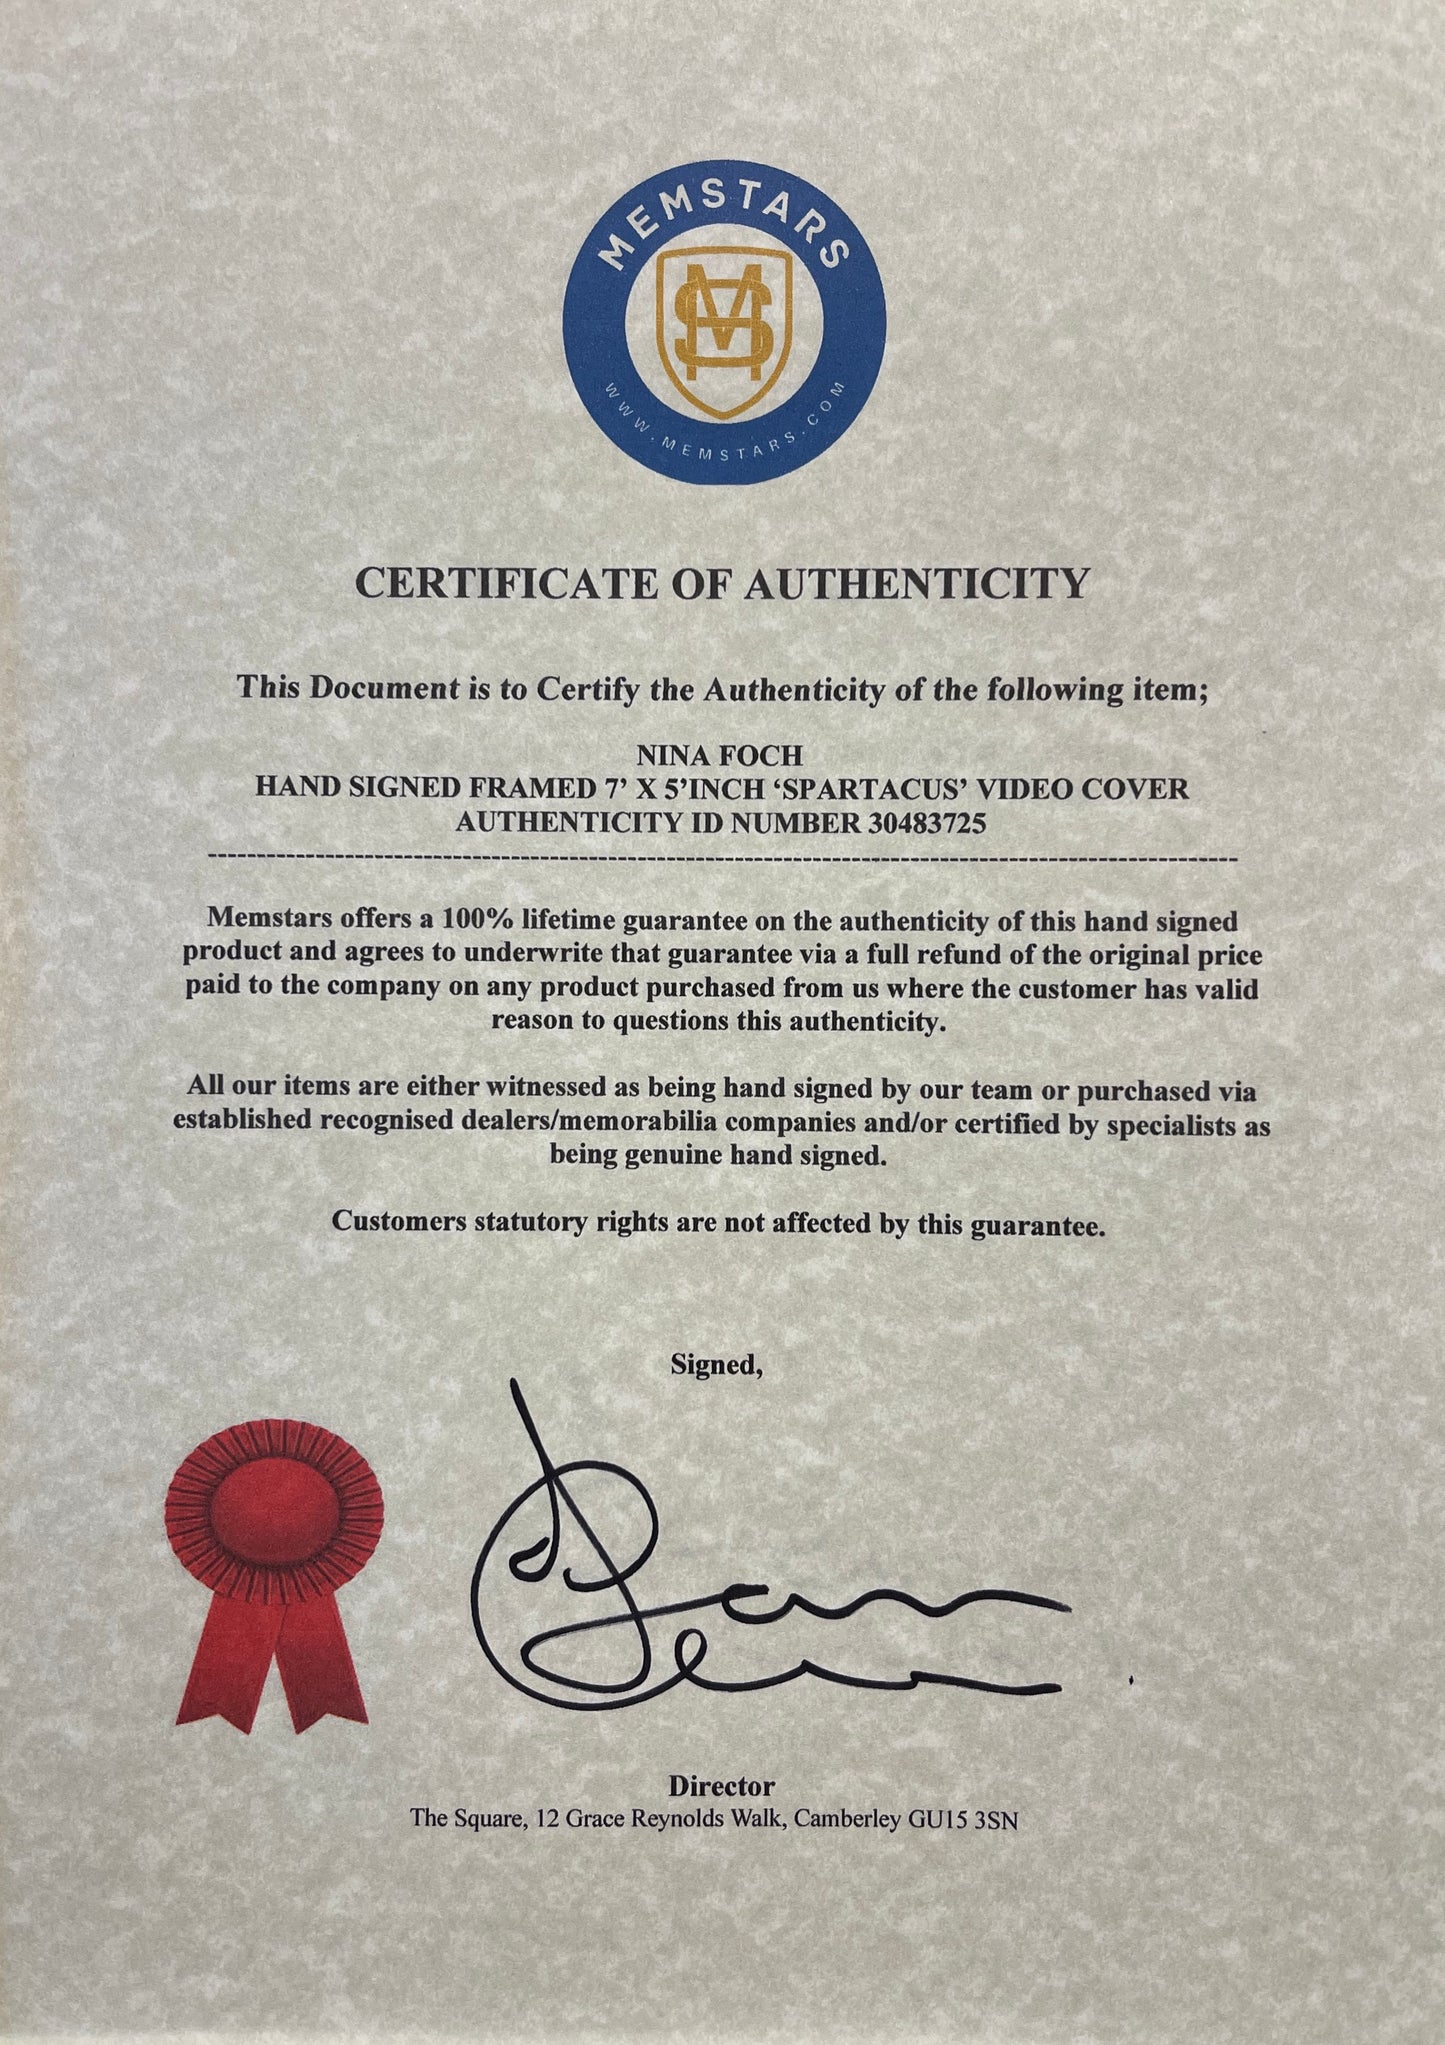 MEMSTARS
MSA
WWW.MEMSTARS.COM
CERTIFICATE OF AUTHENTICITY
This Document is to Certify the Authenticity of the following item;
NINA FOCH
HAND SIGNED FRAMED 7’ X 5’INCH ‘SPARTACUS’ VIDEO COVER
AUTHENTICITY ID NUMBER 30483725
Memstars offers a 100% lifetime guarantee on the authenticity of this hand signed
product and agrees to underwrite that guarantee via a full refund of the original price
paid to the company on any product purchased from us where the customer has valid
reason to questions this authenticity.
All our items are either witnessed as being hand signed by our team or purchased via
established recognised dealers/memorabilia companies and/or certified by specialists as
being genuine hand signed.
Customers statutory rights are not affected by this guarantee.
Signed,
Director
The Square, 12 Grace Reynolds Walk, Camberley GU15 3SN